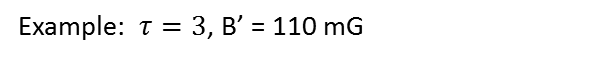 Example: τ = 3, B’ = 110 mG